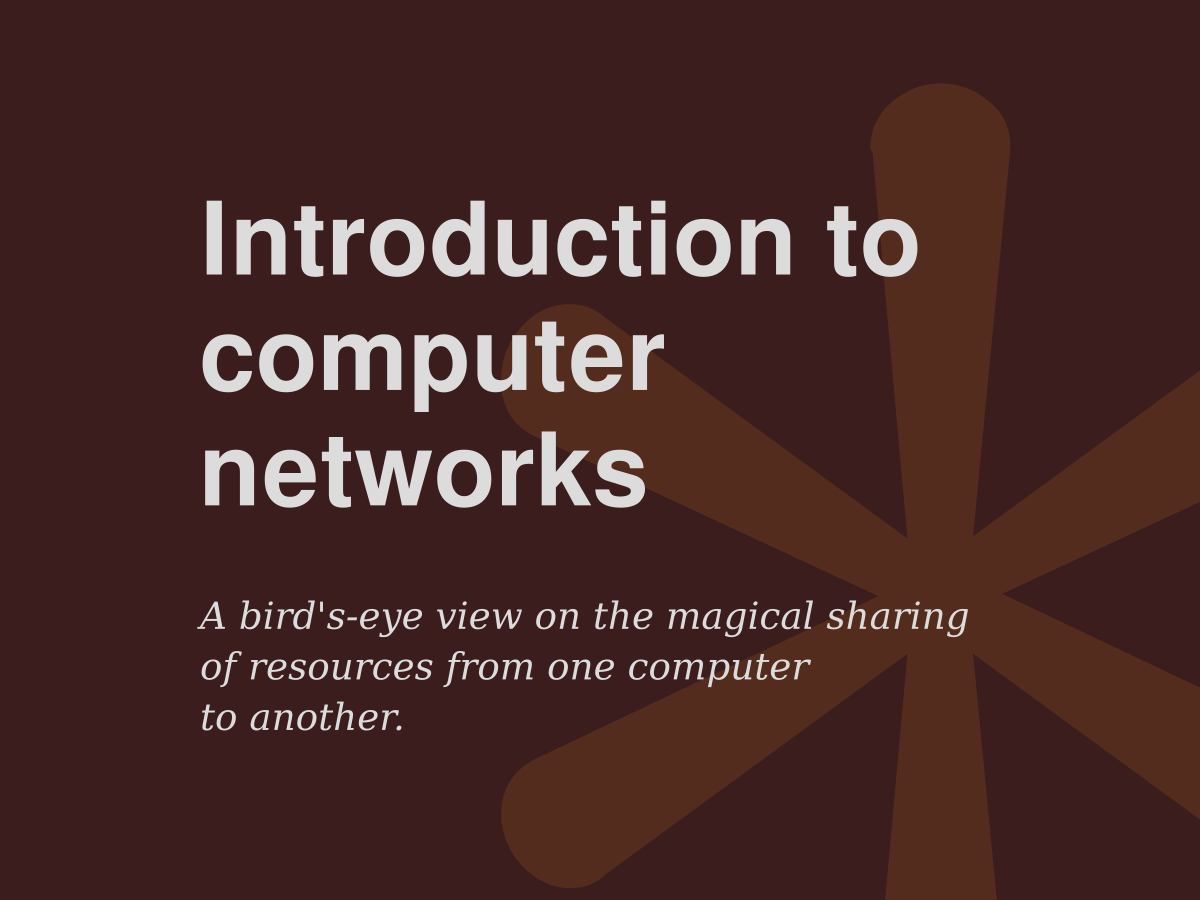 Introduction to
computer
networks
A bird's-eye view on the magical sharing
of resources from one computer
to another.